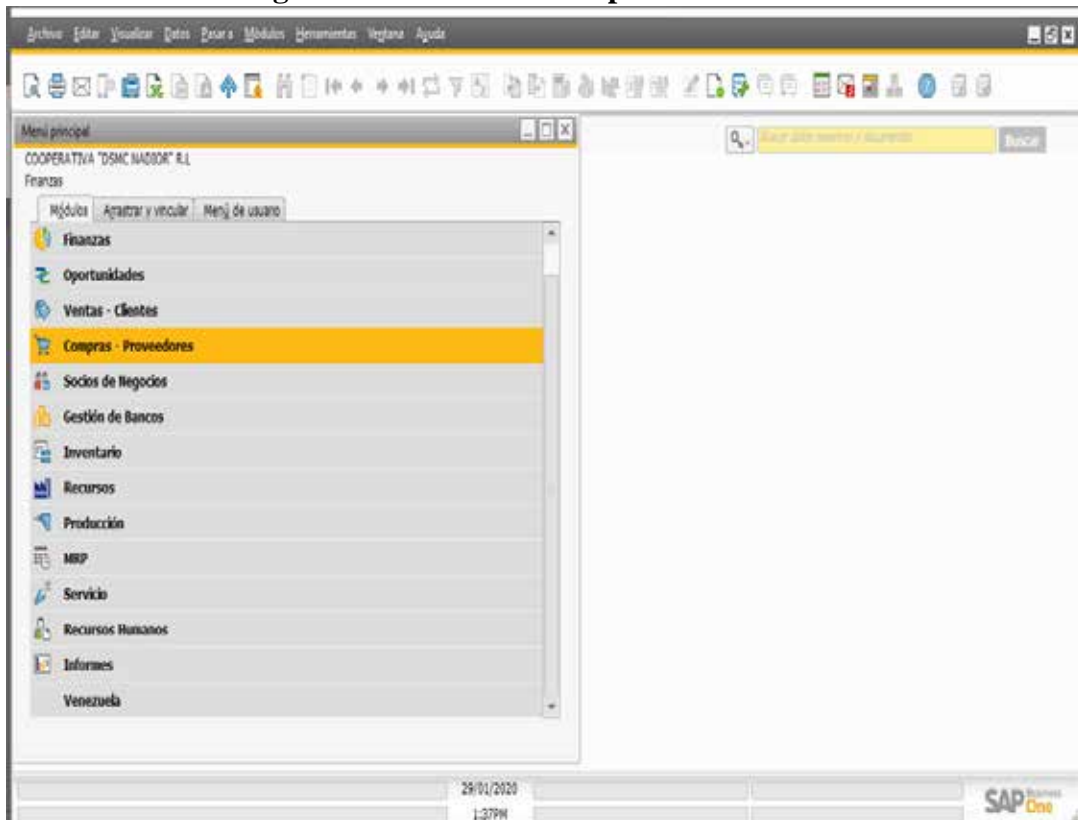 Archivo Editar Visualizar Datos Pasar a Módulos Herramientas Ventana Ayuda
Menú principal
COOPERATIVA "DSMC NADIOR" R.L
Finanzas
Módulos Arrastrar y vincular Menú de usuario
Finanzas
Oportunidades
Ventas - Clientes
Compras - Proveedores
Socios de Negocios
Gestión de Bancos
Inventario
Recursos
Producción
MRP
Servicio
Recursos Humanos
Informes
Venezuela
Buscar
29/01/2020
1:37PM
SAP Business One